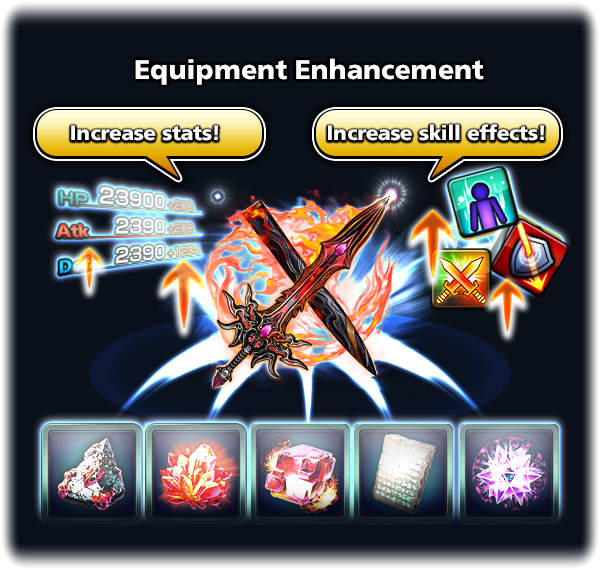 Equipment Enhancement
Increase stats!
Increase skill effects!
HP 23900 +200
Atk 2390 +200
2390 +1234